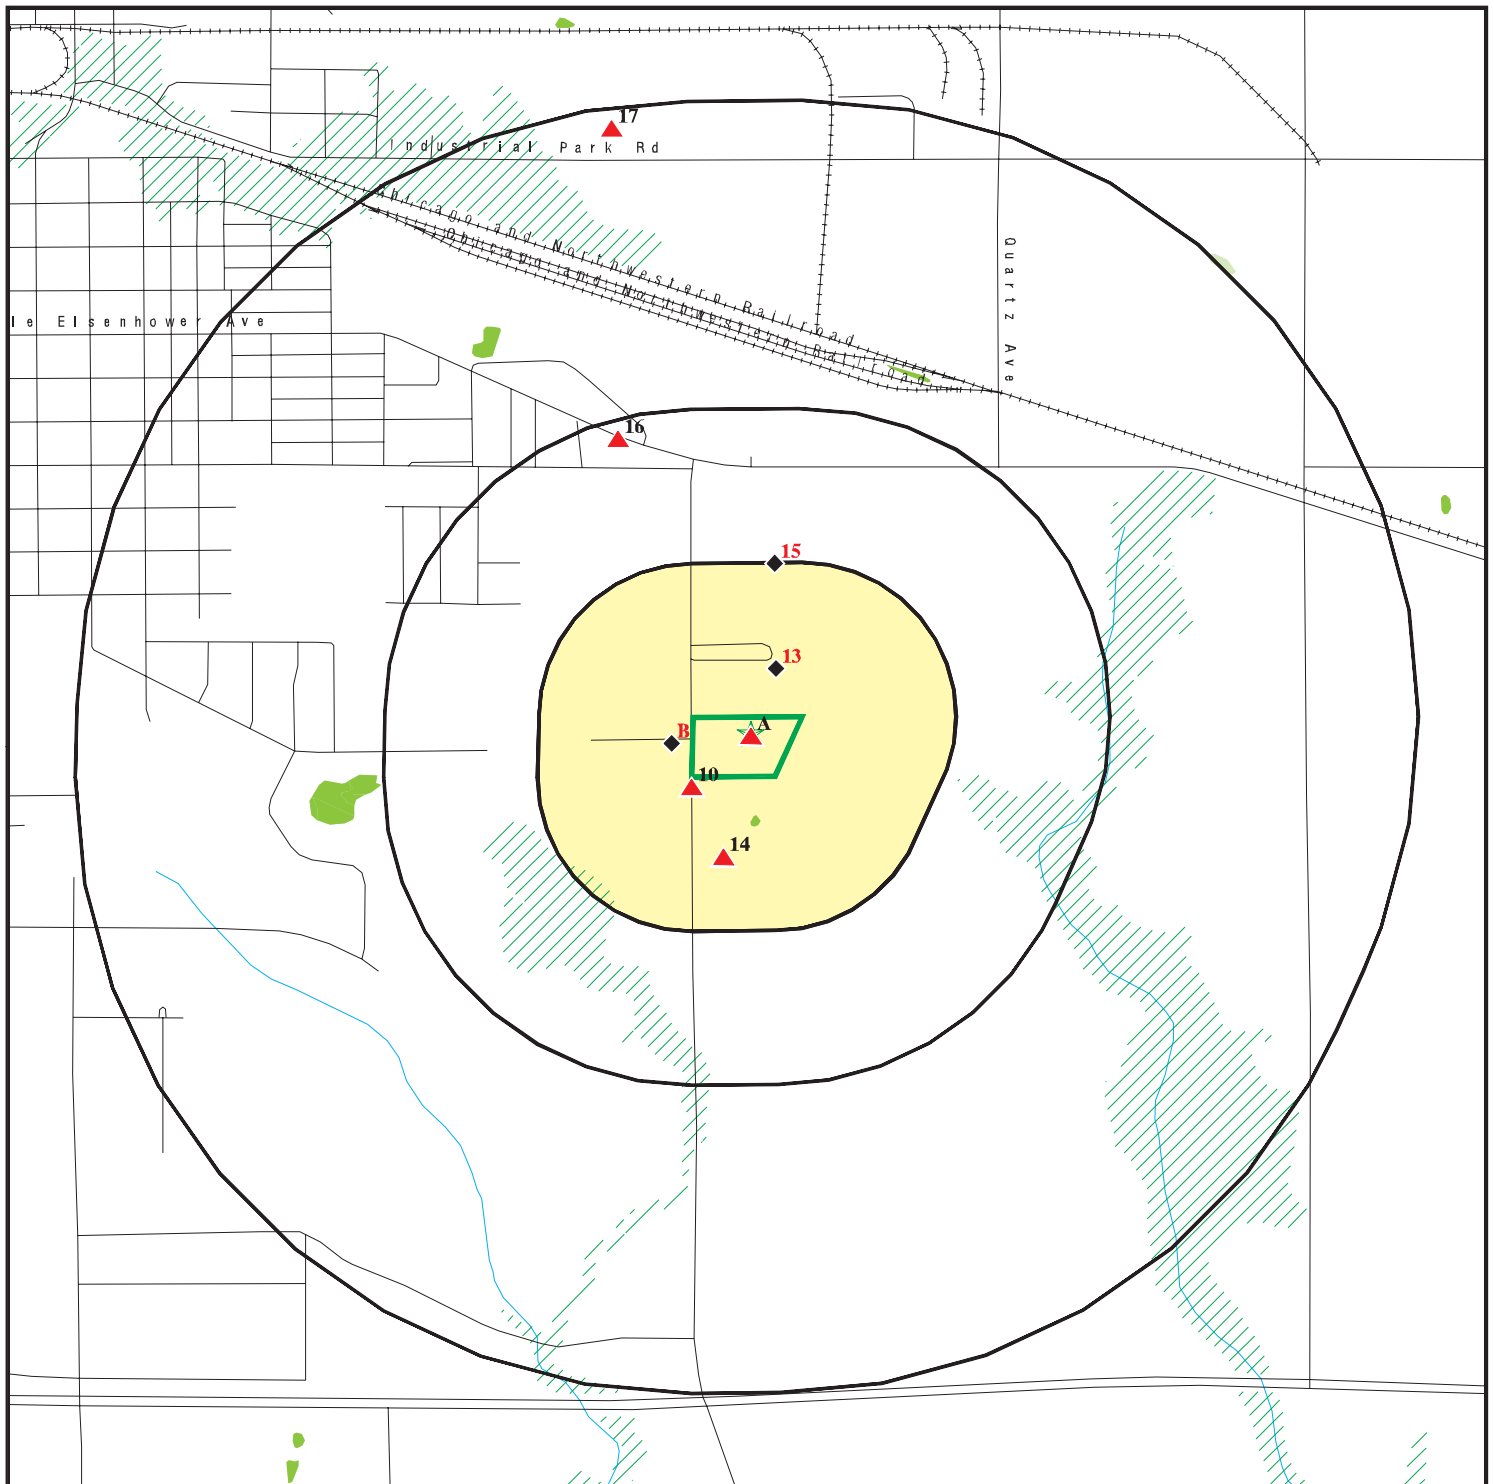 17
Industrial Park Rd
Chicago and Northwestern Railroad
Chicago and Northwestern Railroad
Quartz Ave
le Eisenhower Ave
16
15
13
A
B
10
14